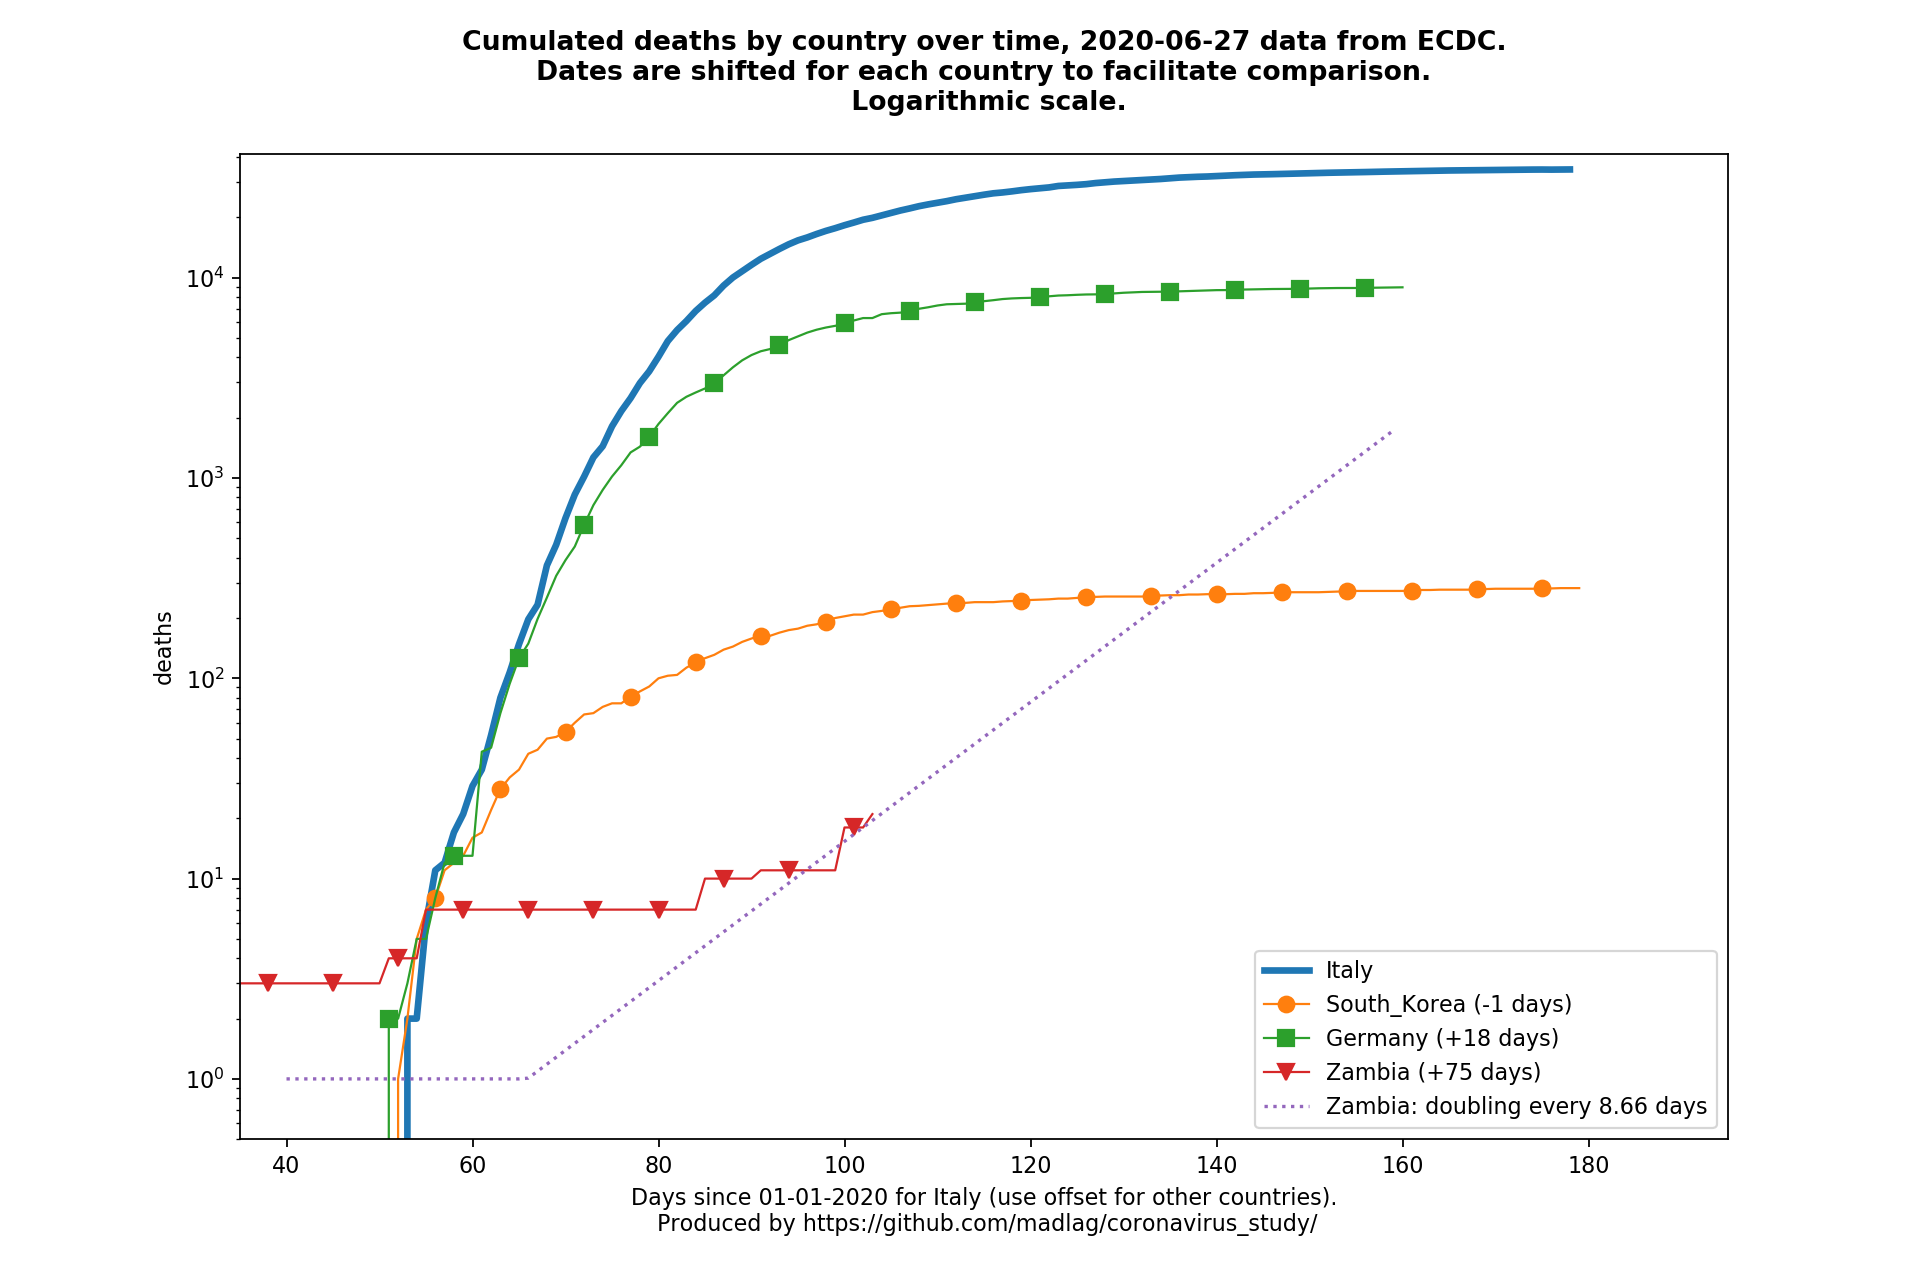 Cumulated deaths by country over time, 2020-06-27 data from ECDC.
Dates are shifted for each country to facilitate comparison.
Logarithmic scale.
10^4
10^3
10^2
10^1
10^0
deaths
Italy
South_Korea (-1 days)
Germany (+18 days)
Zambia (+75 days)
Zambia: doubling every 8.66 days
40 60 80 100 120 140 160 180
Days since 01-01-2020 for Italy (use offset for other countries).
Produced by https://github.com/madlag/coronavirus_study/